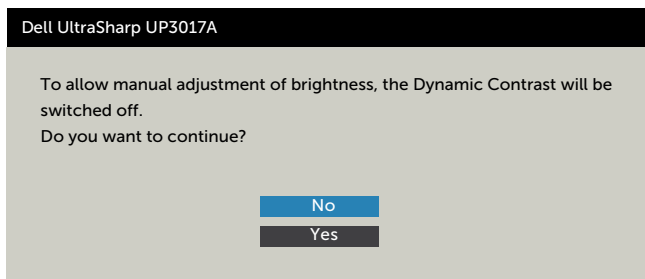 Dell UltraSharp UP3017A
To allow manual adjustment of brightness, the Dynamic Contrast will be
switched off.
Do you want to continue?
No
Yes